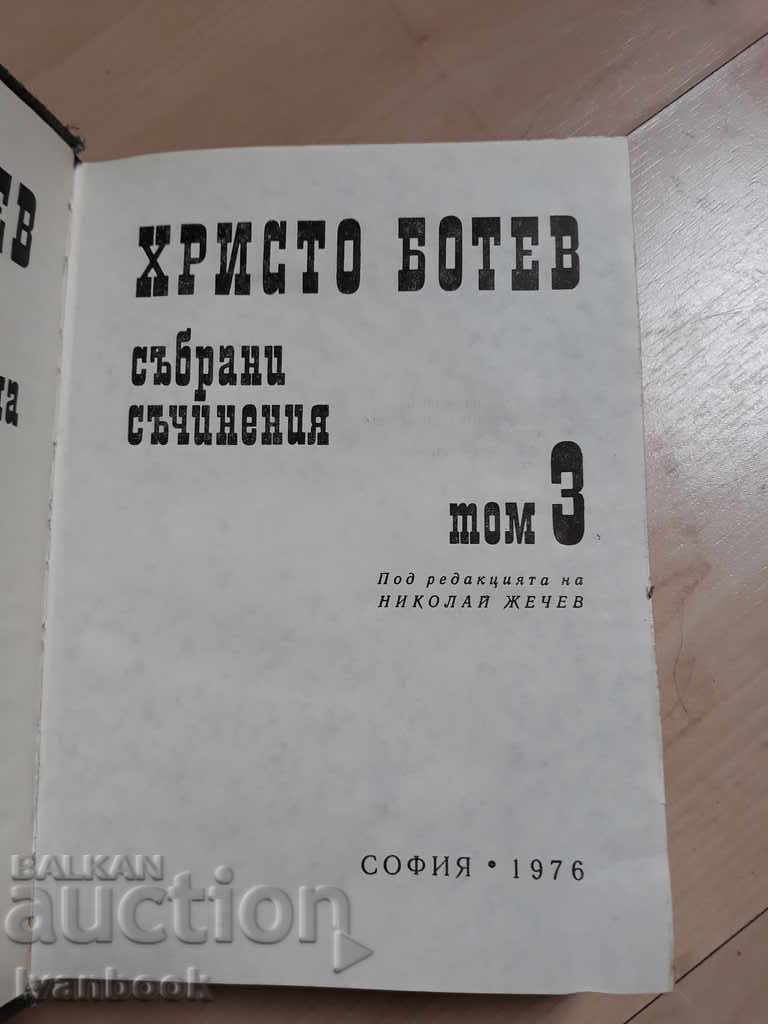 ХРИСТО БОТЕВ
събрани
съчинения
том 3
Под редакцията на
НИКОЛАЙ ЖЕЧЕВ
СОФИЯ • 1976
BALKAN
auction
Ivanbook